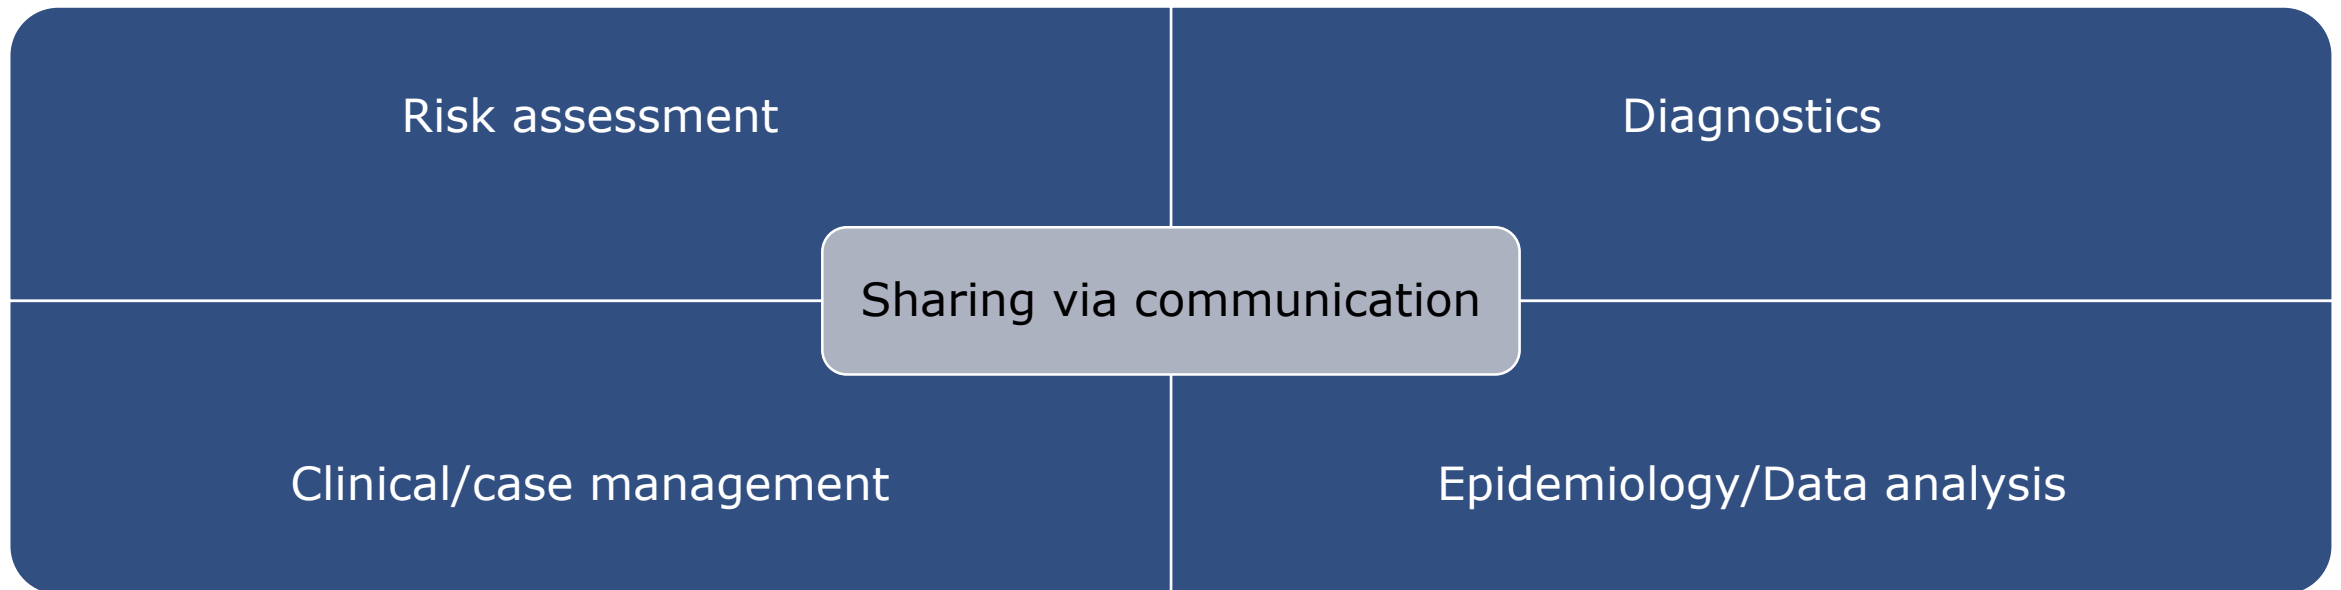 Risk assessment
Diagnostics
Sharing via communication
Clinical/case management
Epidemiology/Data analysis